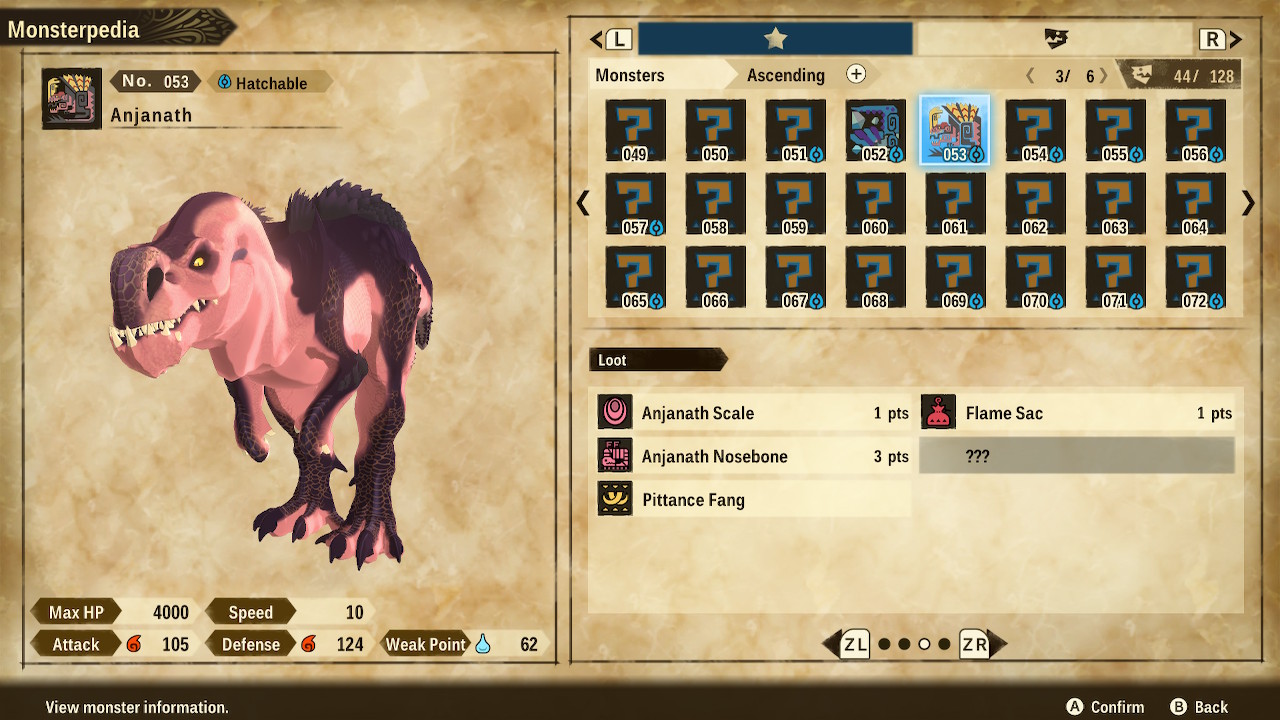 Monsterpedia
No. 053
Hatchable
Anjanath
Max HP 4000
Speed 10
Attack 105
Defense 124
Weak Point 62
L
R
Monsters
Ascending
3/ 6
44/ 128
049 050 051 052 053 054 055 056
057 058 059 060 061 062 063 064
065 066 067 068 069 070 071 072
Loot
Anjanath Scale 1 pts
Flame Sac 1 pts
Anjanath Nosebone 3 pts
???
Pittance Fang
ZL
ZR
View monster information.
A Confirm
B Back